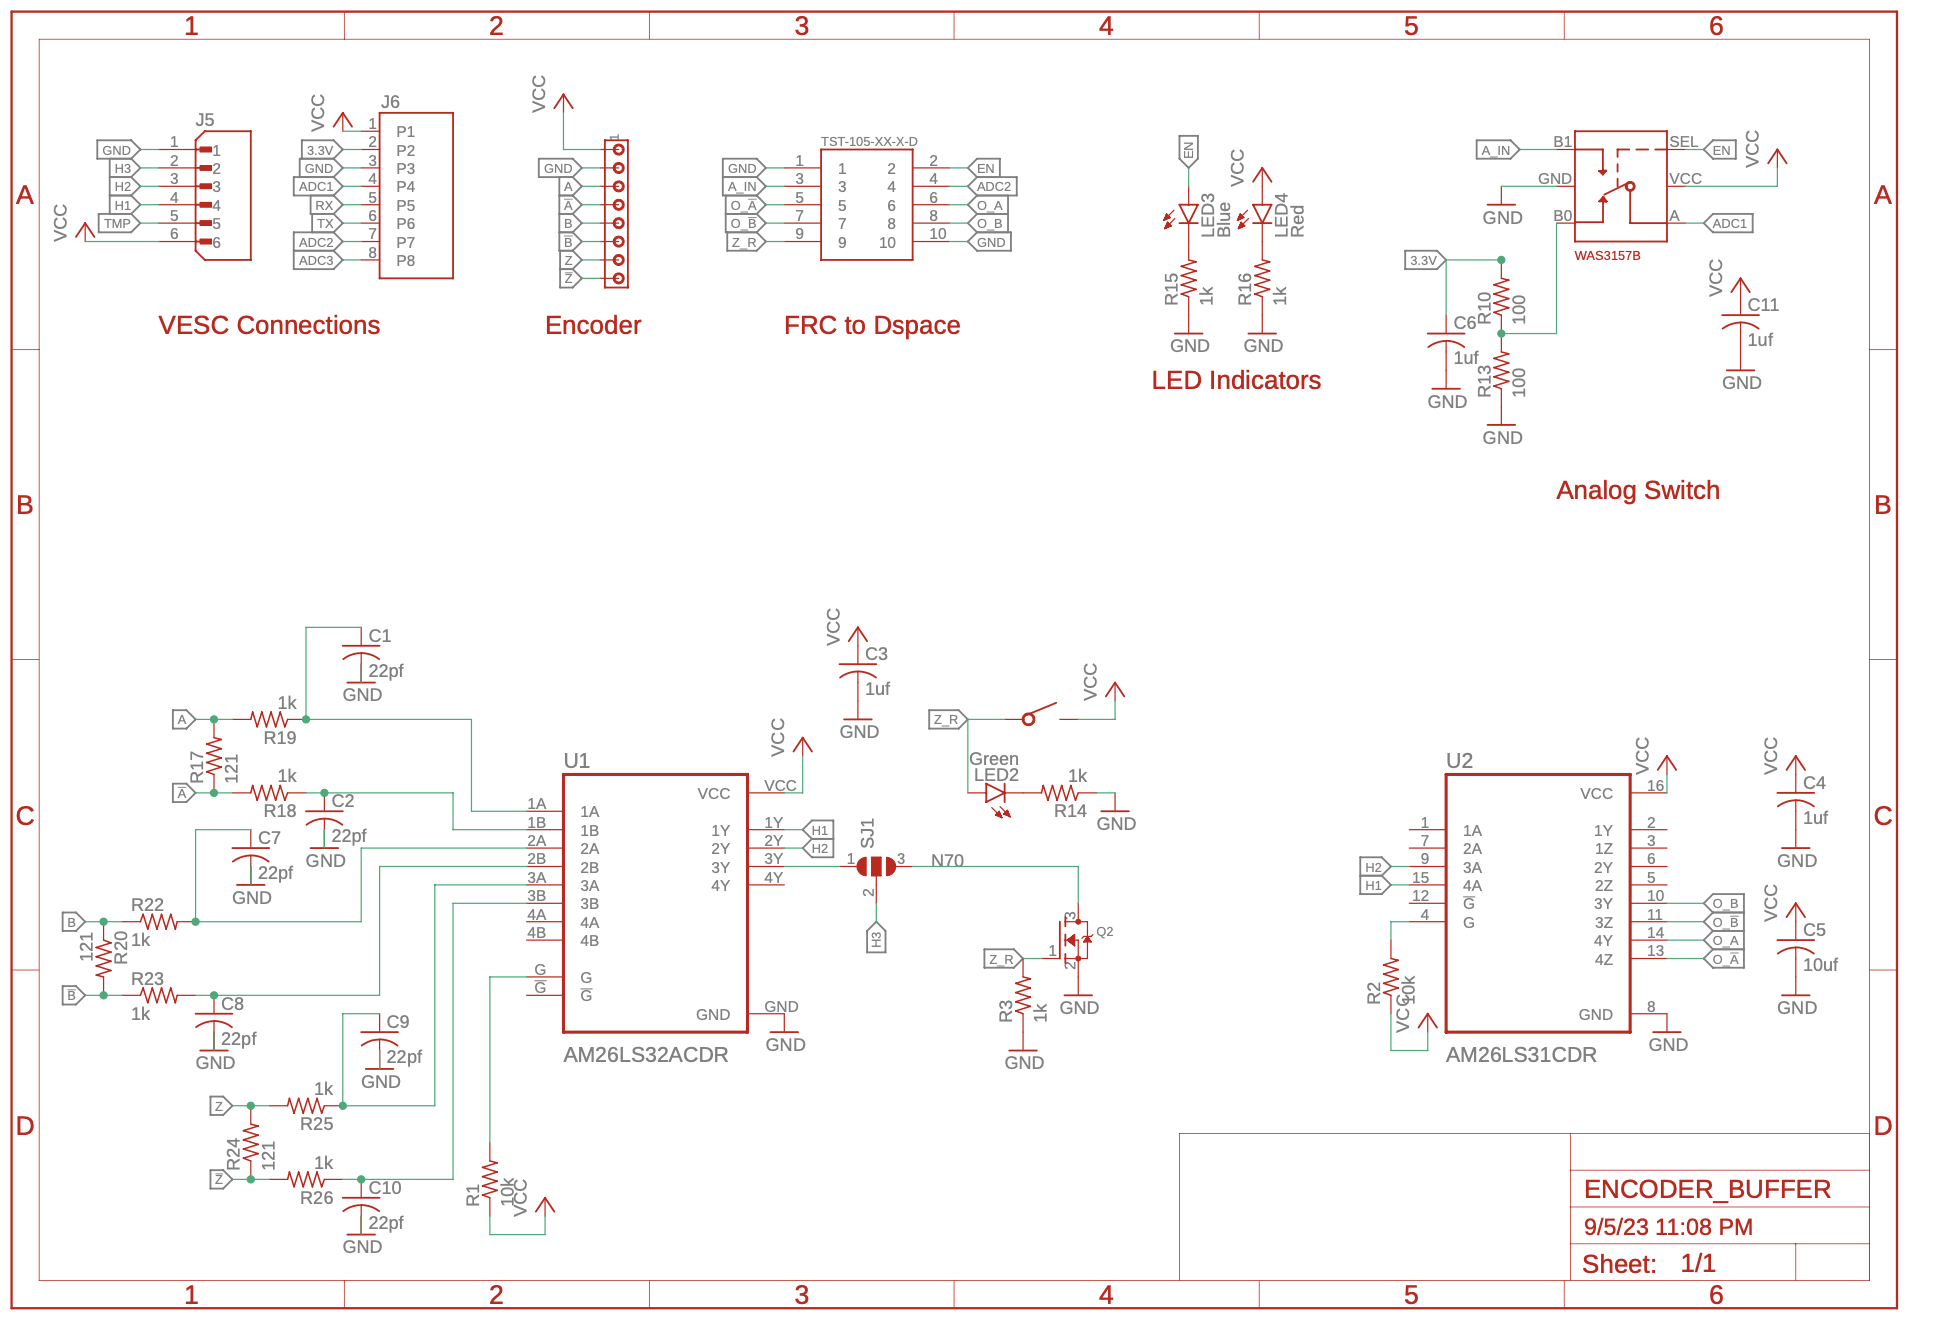 1 2 3 4 5 6
A
B
C
D
A
B
C
D
1 2 3 4 5 6
J5
GND 1 1
H3 2 2
H2 3 3
H1 4 4
TMP 5 5
VCC 6 6
J6
VCC 1 P1
3.3V 2 P2
GND 3 P3
ADC1 4 P4
RX 5 P5
TX 6 P6
ADC2 7 P7
ADC3 8 P8
VESC Connections
VCC
1
GND
A
A̅
B
B̅
Z
Z̅
Encoder
TST-105-XX-X-D
GND 1 1 2 2 EN
A_IN 3 3 4 4 ADC2
O_A̅ 5 5 6 6 O_A
O_B̅ 7 7 8 8 O_B
Z_R 9 9 10 10 GND
FRC to Dspace
EN
VCC
LED3
Blue
LED4
Red
R15
1k
R16
1k
GND
GND
LED Indicators
A_IN B1 SEL EN
VCC
GND VCC
GND
B0 A ADC1
WAS3157B
3.3V
R10
100
C6
1uf
R13
100
GND
GND
VCC
C11
1uf
GND
Analog Switch
C1
22pf
GND
A
1k
R19
R17
121
A̅
1k
R18
C2
22pf
GND
C7
22pf
GND
B
R22
1k
121
R20
B̅
R23
1k
C8
22pf
GND
C9
22pf
GND
Z
1k
R25
R24
121
Z̅
1k
R26
C10
22pf
GND
R1
10k
VCC
U1
VCC VCC
VCC
1A 1A
1B 1B
2A 2A
2B 2B
3A 3A
3B 3B
4A 4A
4B 4B
G G
G̅ G̅
1Y 1Y H1
2Y 2Y H2
3Y 3Y
4Y 4Y
GND GND
GND
AM26LS32ACDR
VCC
C3
1uf
GND
SJ1
1 3
2
H3
N70
Z_R
VCC
Green
LED2
1k
R14
GND
3
Q2
1
2
Z_R
R3
1k
GND
GND
U2
VCC
VCC 16
1 1A
7 2A
H2 9 3A
H1 15 4A
12 G̅
4 G
1Y 2
1Z 3
2Y 6
2Z 5
3Y 10 O_B
3Z 11 O_B̅
4Y 14 O_A
4Z 13 O_A̅
GND 8
GND
R2
10k
VCC
AM26LS31CDR
VCC
C4
1uf
GND
VCC
C5
10uf
GND
ENCODER_BUFFER
9/5/23 11:08 PM
Sheet: 1/1